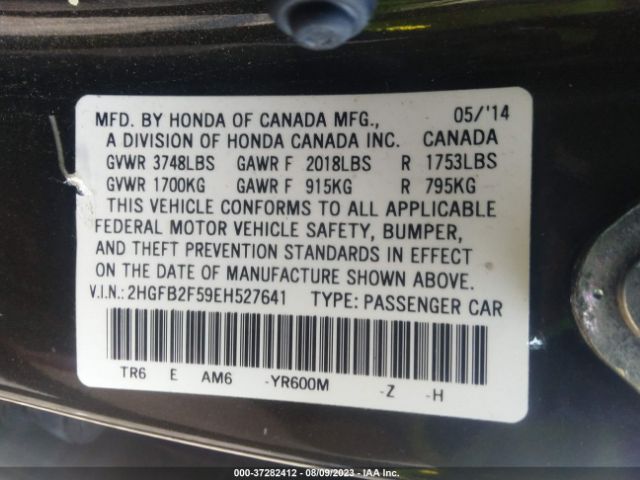 MFD. BY HONDA OF CANADA MFG., 05/'14
A DIVISION OF HONDA CANADA INC. CANADA
GVWR 3748LBS GAWR F 2018LBS R 1753LBS
GVWR 1700KG GAWR F 915KG R 795KG
THIS VEHICLE CONFORMS TO ALL APPLICABLE
FEDERAL MOTOR VEHICLE SAFETY, BUMPER,
AND THEFT PREVENTION STANDARDS IN EFFECT
ON THE DATE OF MANUFACTURE SHOWN ABOVE.
V.I.N.: 2HGFB2F59EH527641 TYPE: PASSENGER CAR
TR6 E AM6 -YR600M -Z -H
000-37282412 - 08/09/2023 - IAA Inc.